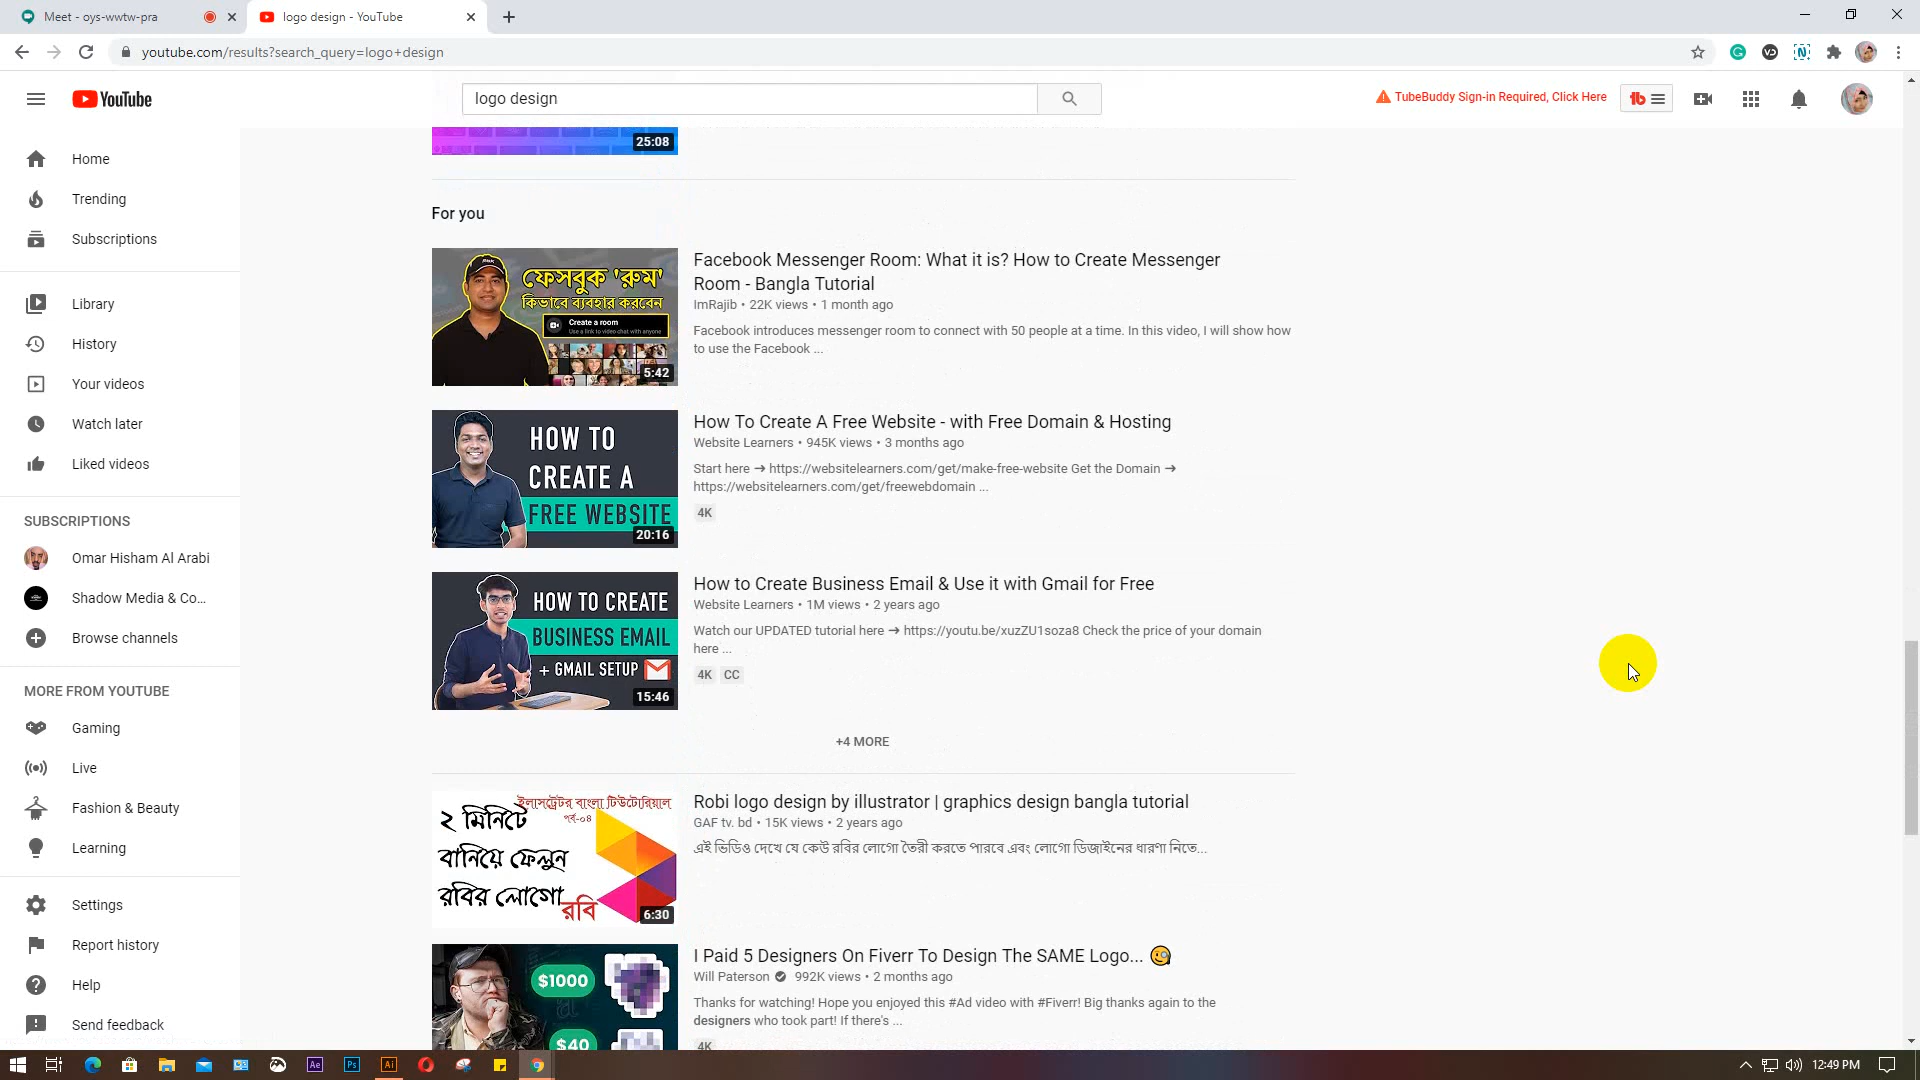 Meet - oys-wwtw-pra
logo design - YouTube
youtube.com/results?search_query=logo+design
YouTube
logo design
TubeBuddy Sign-in Required, Click Here
Home
Trending
Subscriptions
Library
History
Your videos
Watch later
Liked videos
SUBSCRIPTIONS
Omar Hisham Al Arabi
Shadow Media & Co...
Browse channels
MORE FROM YOUTUBE
Gaming
Live
Fashion & Beauty
Learning
Settings
Report history
Help
Send feedback
25:08
For you
ফেসবুক 'রুম'
কিভাবে ব্যবহার করবেন
Create a room
Use a link to video chat with anyone
5:42
Facebook Messenger Room: What it is? How to Create Messenger
Room - Bangla Tutorial
ImRajib • 22K views • 1 month ago
Facebook introduces messenger room to connect with 50 people at a time. In this video, I will show how
to use the Facebook ...
HOW TO
CREATE A
FREE WEBSITE
20:16
How To Create A Free Website - with Free Domain & Hosting
Website Learners • 945K views • 3 months ago
Start here ➔ https://websitelearners.com/get/make-free-website Get the Domain ➔
https://websitelearners.com/get/freewebdomain ...
4K
HOW TO CREATE
BUSINESS EMAIL
+ GMAIL SETUP
15:46
How to Create Business Email & Use it with Gmail for Free
Website Learners • 1M views • 2 years ago
Watch our UPDATED tutorial here ➔ https://youtu.be/xuzZU1soza8 Check the price of your domain
here ...
4K CC
+4 MORE
ইলাসট্রেটর বাংলা টিউটোরিয়াল
পর্ব-০৪
২ মিনিটে
বানিয়ে ফেলুন
রবির লোগো
রবি
6:30
Robi logo design by illustrator | graphics design bangla tutorial
GAF tv. bd • 15K views • 2 years ago
এই ভিডিও দেখে যে কেউ রবির লোগো তৈরী করতে পারবে এবং লোগো ডিজাইনের ধারণা নিতে...
$1000
$40
I Paid 5 Designers On Fiverr To Design The SAME Logo... 🧐
Will Paterson 992K views • 2 months ago
Thanks for watching! Hope you enjoyed this #Ad video with #Fiverr! Big thanks again to the
designers who took part! If there's ...
4K
Ae
Ps
Ai
12:49 PM